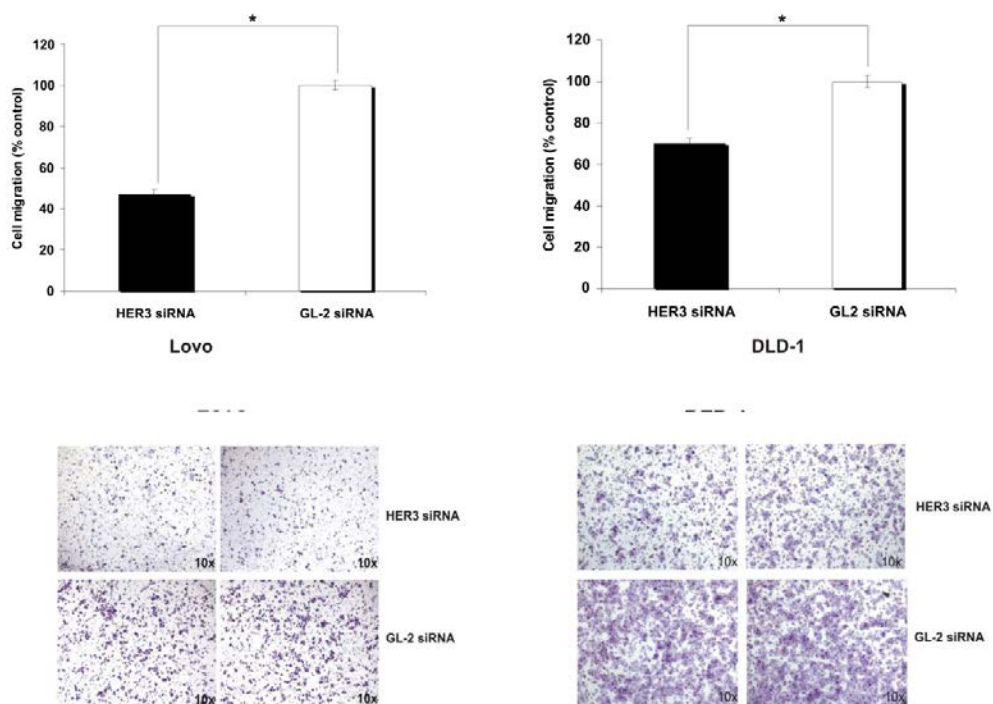 *
120
100
80
60
40
20
0
Cell migration (% control)
HER3 siRNA GL-2 siRNA
Lovo
*
120
100
80
60
40
20
0
Cell migration (% control)
HER3 siRNA GL2 siRNA
DLD-1
10x 10x
HER3 siRNA
10x 10x
GL-2 siRNA
10x 10x
HER3 siRNA
10x 10x
GL-2 siRNA